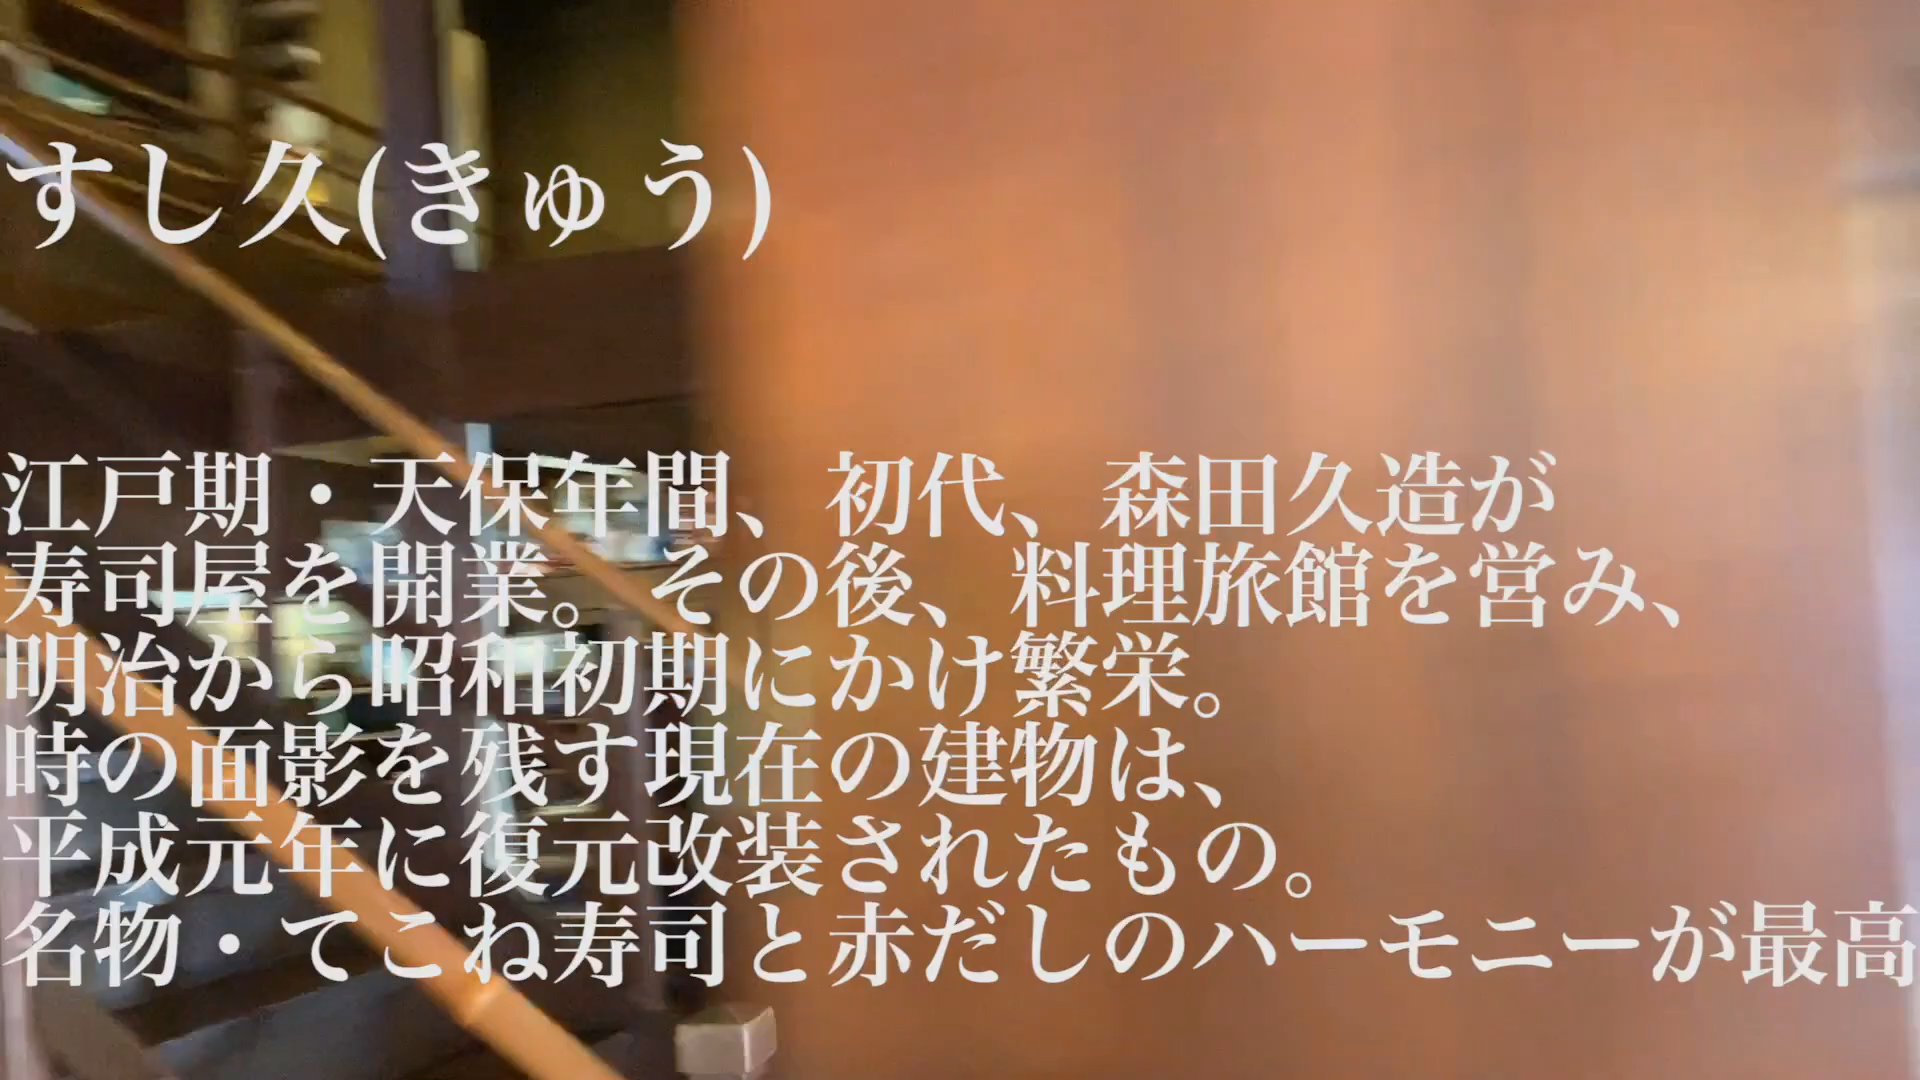 すし久(きゅう)
江戸期・天保年間、初代、森田久造が
寿司屋を開業。その後、料理旅館を営み、
明治から昭和初期にかけ繁栄。
時の面影を残す現在の建物は、
平成元年に復元改装されたもの。
名物・てこね寿司と赤だしのハーモニーが最高